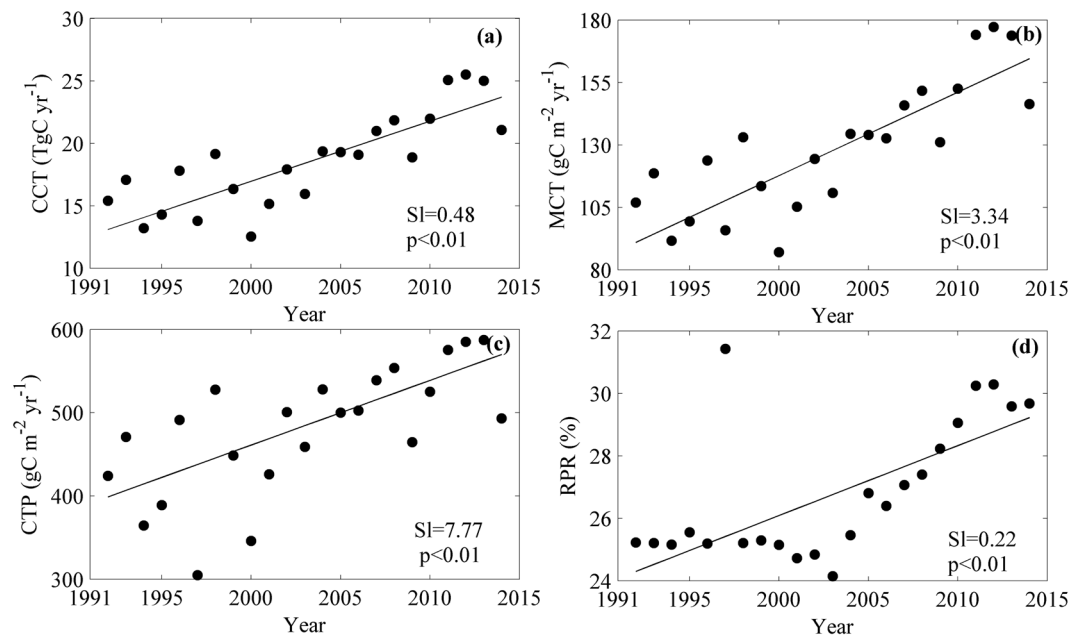 30
(a)
25
CCT (TgC yr⁻¹)
20
15
Sl=0.48
p<0.01
10
1991 1995 2000 2005 2010 2015
Year
180
(b)
155
MCT (gC m⁻² yr⁻¹)
130
105
Sl=3.34
p<0.01
80
1991 1995 2000 2005 2010 2015
Year
600
(c)
500
CTP (gC m⁻² yr⁻¹)
400
Sl=7.77
p<0.01
300
1991 1995 2000 2005 2010 2015
Year
32
(d)
30
RPR (%)
28
26
Sl=0.22
p<0.01
24
1991 1995 2000 2005 2010 2015
Year